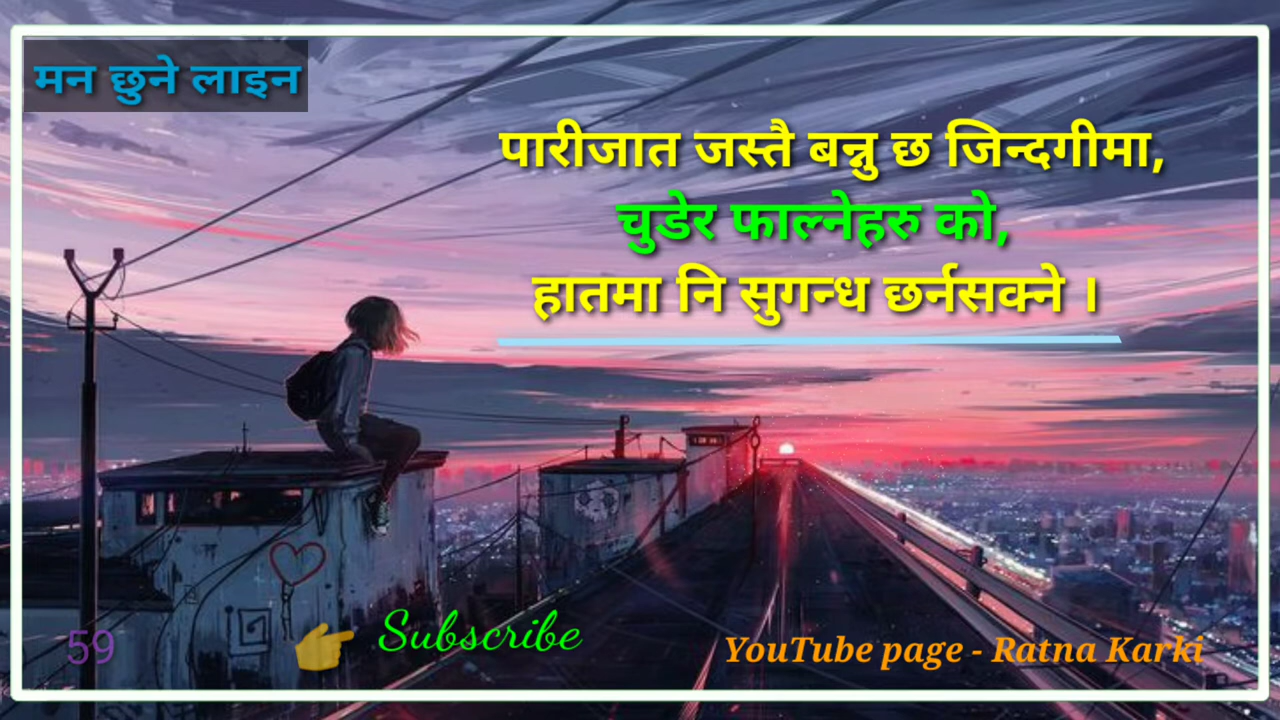 मन छुने लाइन
पारीजात जस्तै बन्नु छ जिन्दगीमा,
चुडेर फाल्नेहरु को,
हातमा नि सुगन्ध छर्नसक्ने ।
59
👉 Subscribe
YouTube page - Ratna Karki